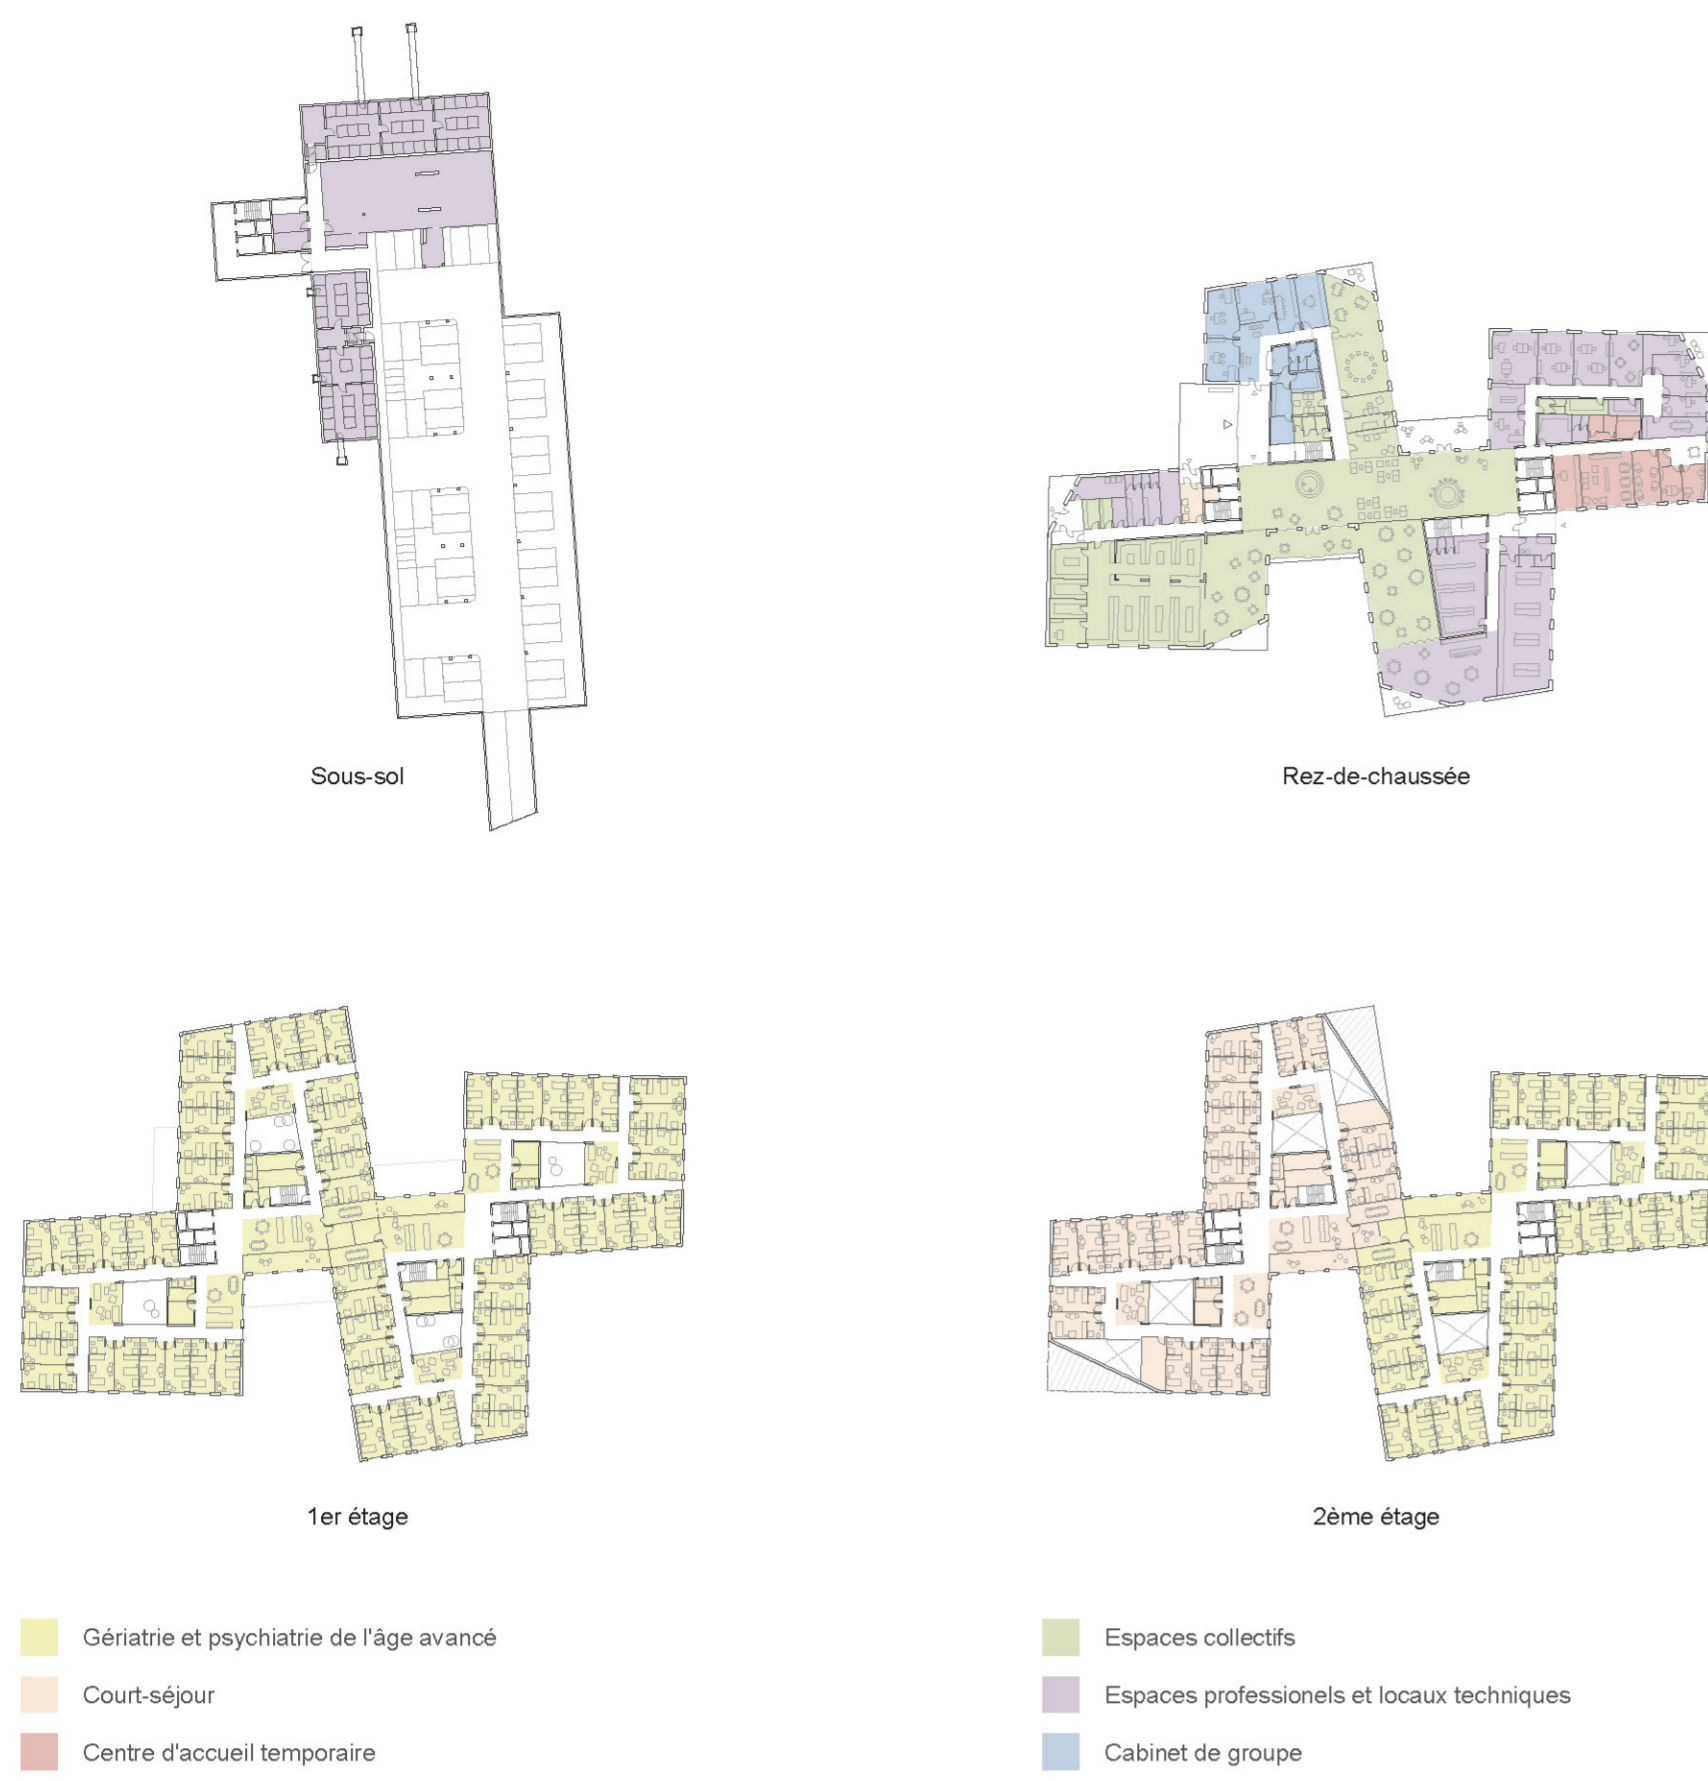 Sous-sol
Rez-de-chaussée
1er étage
2ème étage
Gériatrie et psychiatrie de l'âge avancé
Court-séjour
Centre d'accueil temporaire
Espaces collectifs
Espaces professionels et locaux techniques
Cabinet de groupe